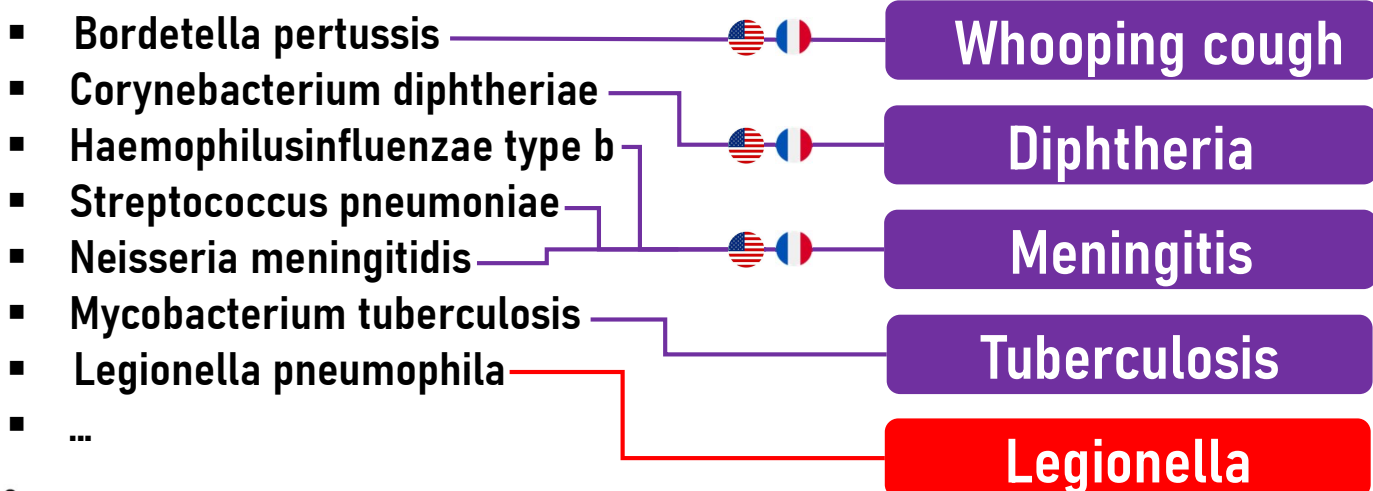 ▪ Bordetella pertussis
Whooping cough
▪ Corynebacterium diphtheriae
Diphtheria
▪ Haemophilusinfluenzae type b
▪ Streptococcus pneumoniae
▪ Neisseria meningitidis
Meningitis
▪ Mycobacterium tuberculosis
Tuberculosis
▪ Legionella pneumophila
▪ ...
Legionella